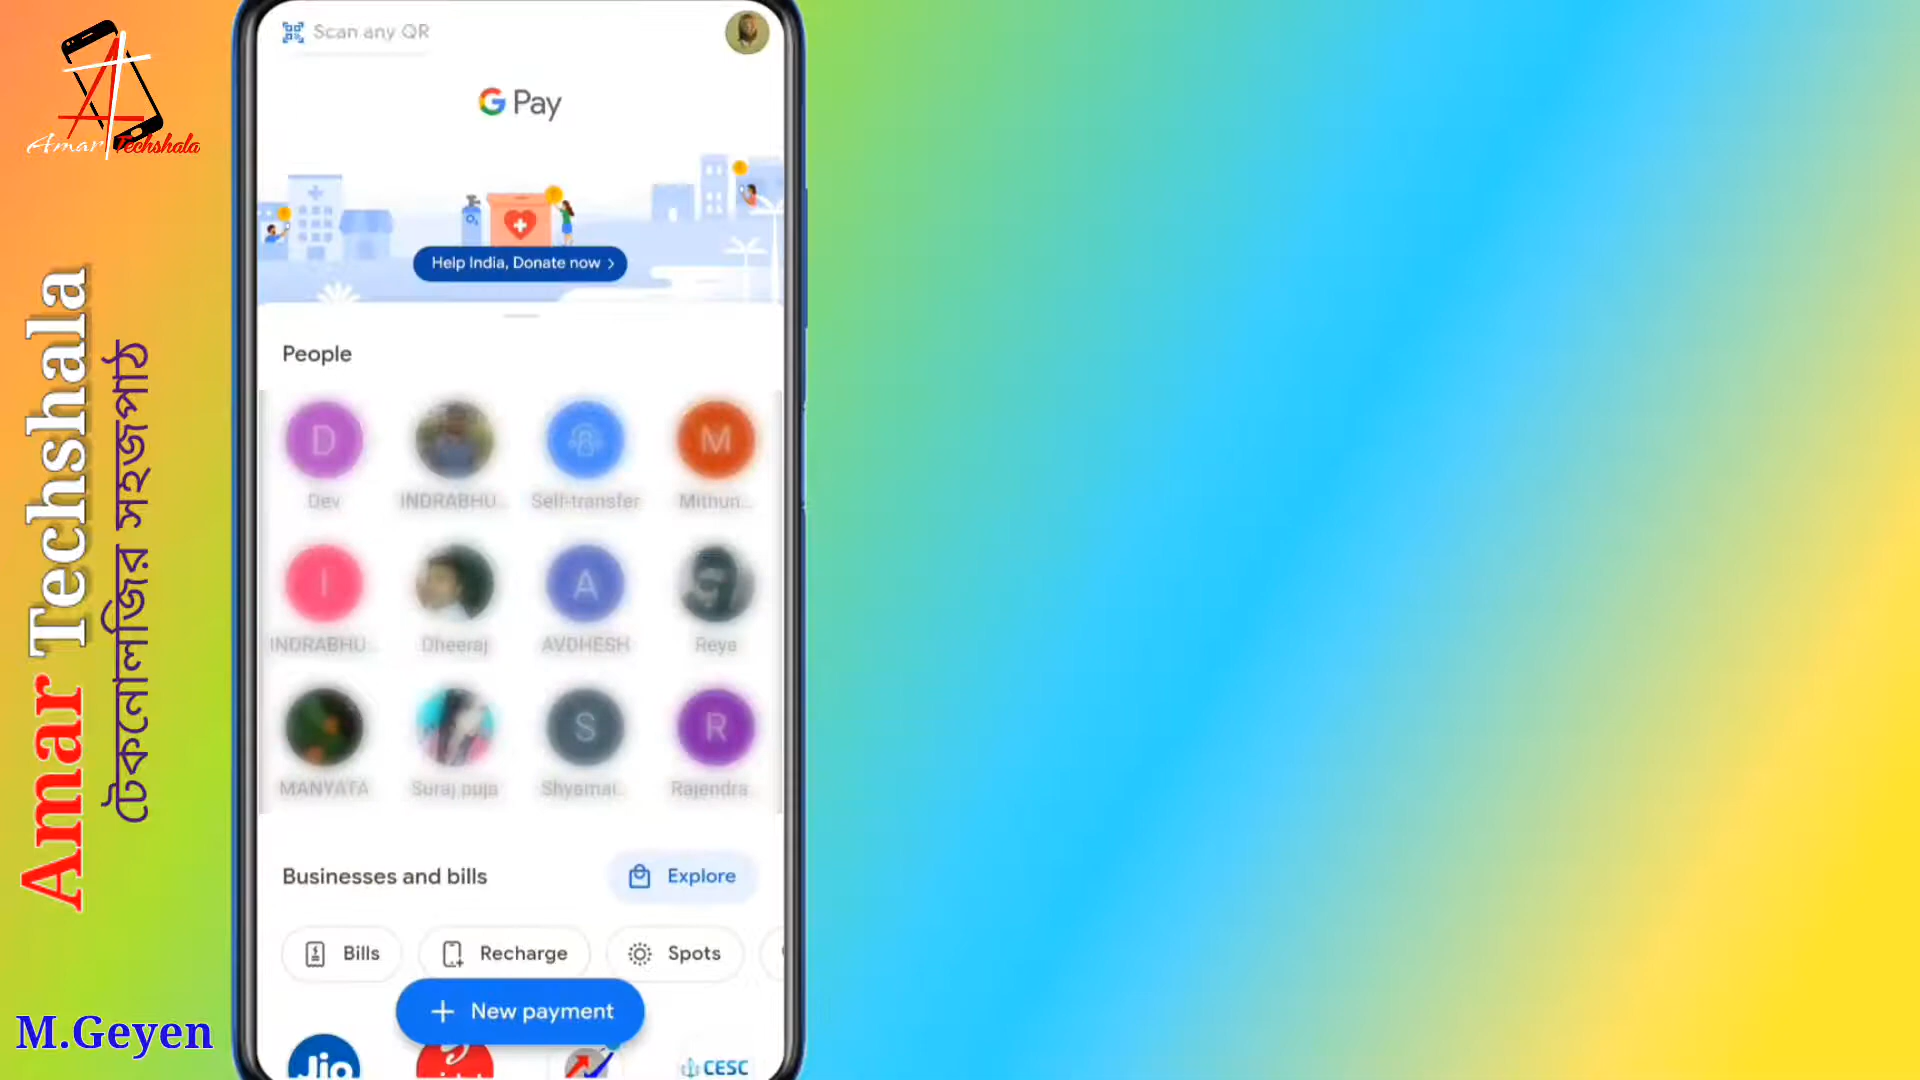 Amar Techshala
Amar Techshala
টেকনোলজির সহজপাঠ
M.Geyen
Scan any QR
G Pay
Help India, Donate now
People
D
M
Dev
INDRABHU...
Self-transfer
Mithun...
I
A
INDRABHU...
Dheeraj
AVDHESH
Reya
S
R
MANYATA
Suraj puja
Shyamal...
Rajendra
Businesses and bills
Explore
Bills
Recharge
Spots
+ New payment
Jio
CESC